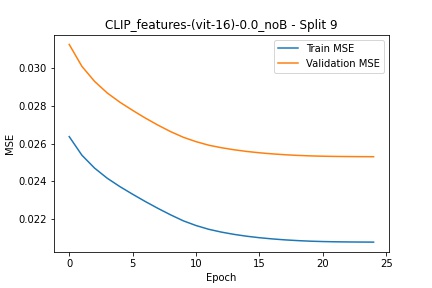 CLIP_features-(vit-16)-0.0_noB - Split 9
Train MSE
Validation MSE
MSE
0.030
0.028
0.026
0.024
0.022
0 5 10 15 20 25
Epoch